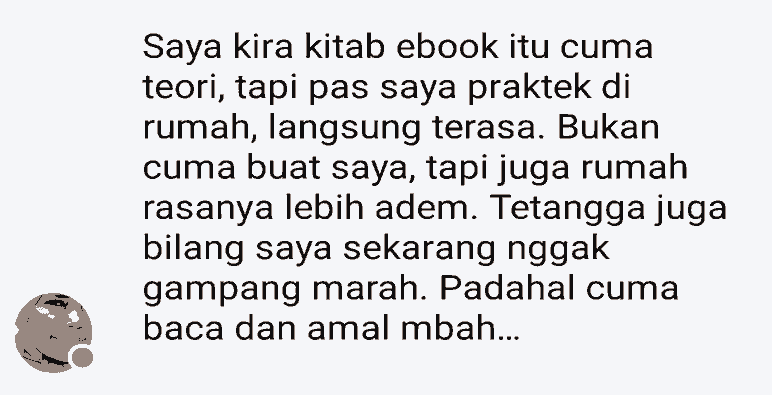 Saya kira kitab ebook itu cuma
teori, tapi pas saya praktek di
rumah, langsung terasa. Bukan
cuma buat saya, tapi juga rumah
rasanya lebih adem. Tetangga juga
bilang saya sekarang nggak
gampang marah. Padahal cuma
baca dan amal mbah...